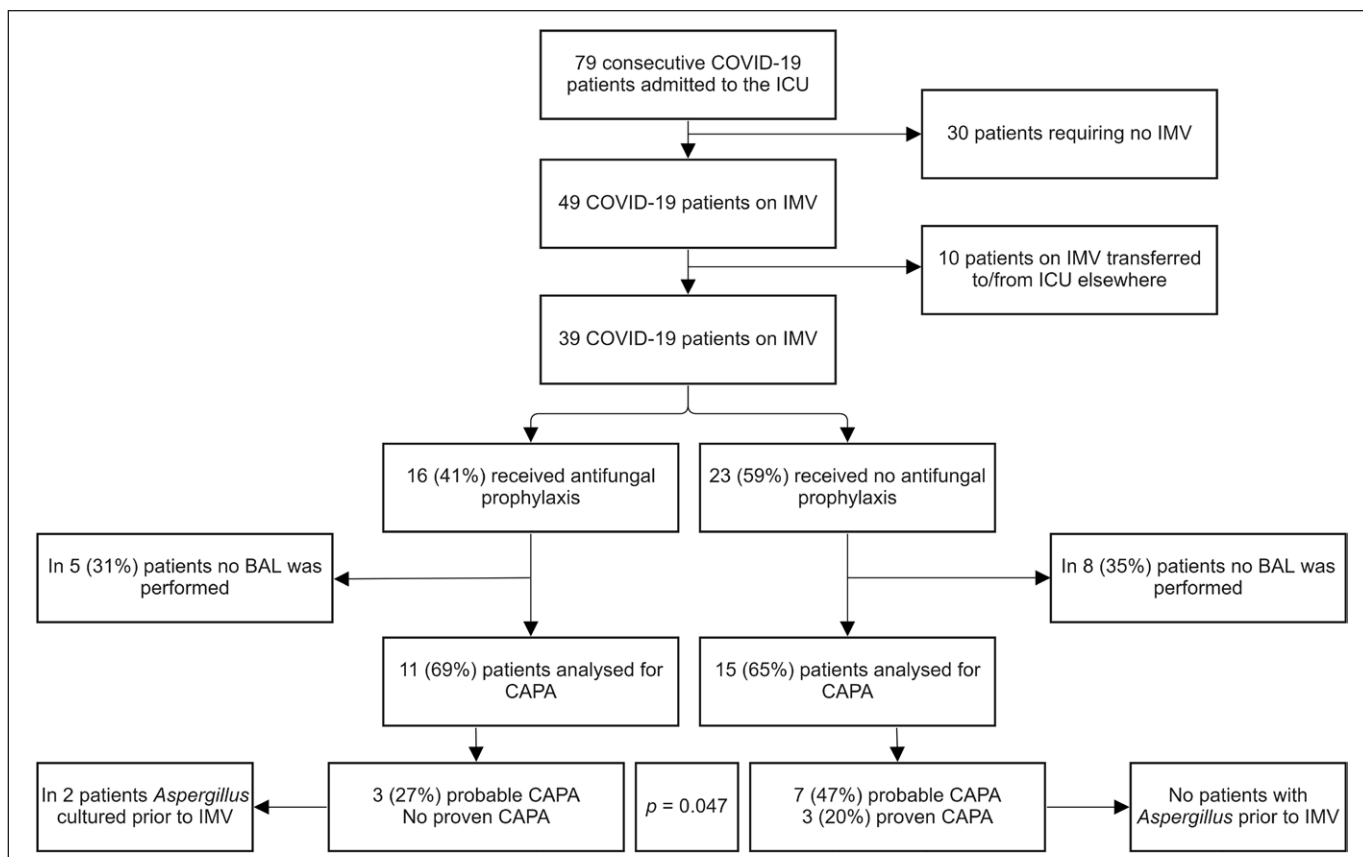 79 consecutive COVID-19
patients admitted to the ICU
30 patients requiring no IMV
49 COVID-19 patients on IMV
10 patients on IMV transferred
to/from ICU elsewhere
39 COVID-19 patients on IMV
16 (41%) received antifungal
prophylaxis
23 (59%) received no antifungal
prophylaxis
In 5 (31%) patients no BAL was
performed
In 8 (35%) patients no BAL was
performed
11 (69%) patients analysed for
CAPA
15 (65%) patients analysed for
CAPA
In 2 patients Aspergillus
cultured prior to IMV
3 (27%) probable CAPA
No proven CAPA
p = 0.047
7 (47%) probable CAPA
3 (20%) proven CAPA
No patients with
Aspergillus prior to IMV